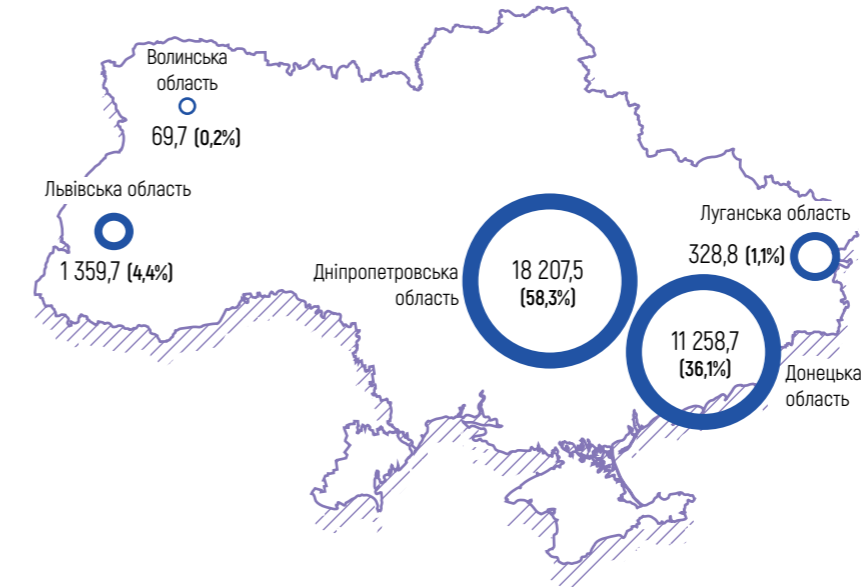 Волинська
область
69,7 (0,2%)
Львівська область
1 359,7 (4,4%)
Дніпропетровська
область
18 207,5
(58,3%)
Луганська область
328,8 (1,1%)
11 258,7
(36,1%)
Донецька
область